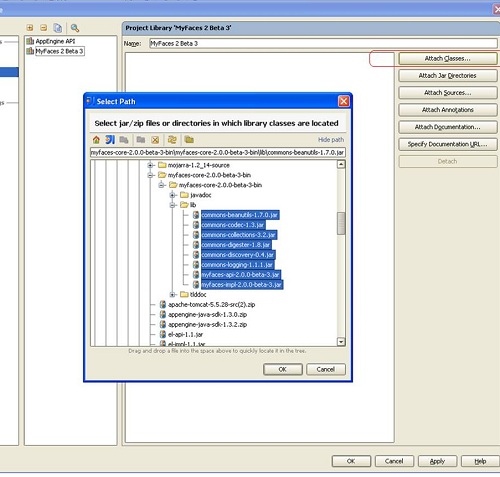 AppEngine API
MyFaces 2 Beta 3
Project Library 'MyFaces 2 Beta 3'
Name: MyFaces 2 Beta 3
Attach Classes...
Attach Jar Directories
Attach Sources...
Attach Annotations
Attach Documentation...
Specify Documentation URL...
Detach
Select Path
Select jar/zip files or directories in which library classes are located
Hide path
myfaces-core-2.0.0-beta-3-bin\myfaces-core-2.0.0-beta-3-bin\lib\commons-beanutils-1.7.0.jar
mojarra-1.2_14-source
myfaces-core-2.0.0-beta-3-bin
myfaces-core-2.0.0-beta-3-bin
javadoc
lib
commons-beanutils-1.7.0.jar
commons-codec-1.3.jar
commons-collections-3.2.jar
commons-digester-1.8.jar
commons-discovery-0.4.jar
commons-logging-1.1.1.jar
myfaces-api-2.0.0-beta-3.jar
myfaces-impl-2.0.0-beta-3.jar
tlddoc
apache-tomcat-5.5.28-src(2).zip
appengine-java-sdk-1.3.0.zip
appengine-java-sdk-1.3.2.zip
el-api-1.1.jar
el-impl-1.1.jar
Drag and drop a file into the space above to quickly locate it in the tree.
OK
Cancel
OK
Cancel
Apply
Help